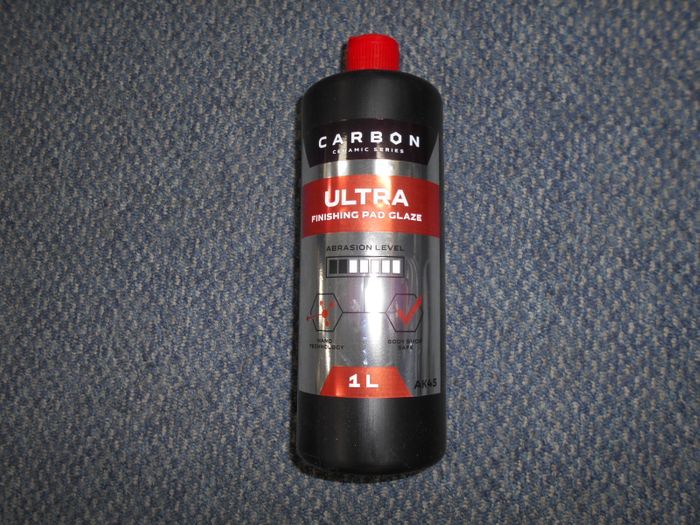 CARBON
CERAMIC SERIES
ULTRA
FINISHING PAD GLAZE
ABRASION LEVEL
NANO
TECHNOLOGY
BODY SHOP
SAFE
1 L
AK45